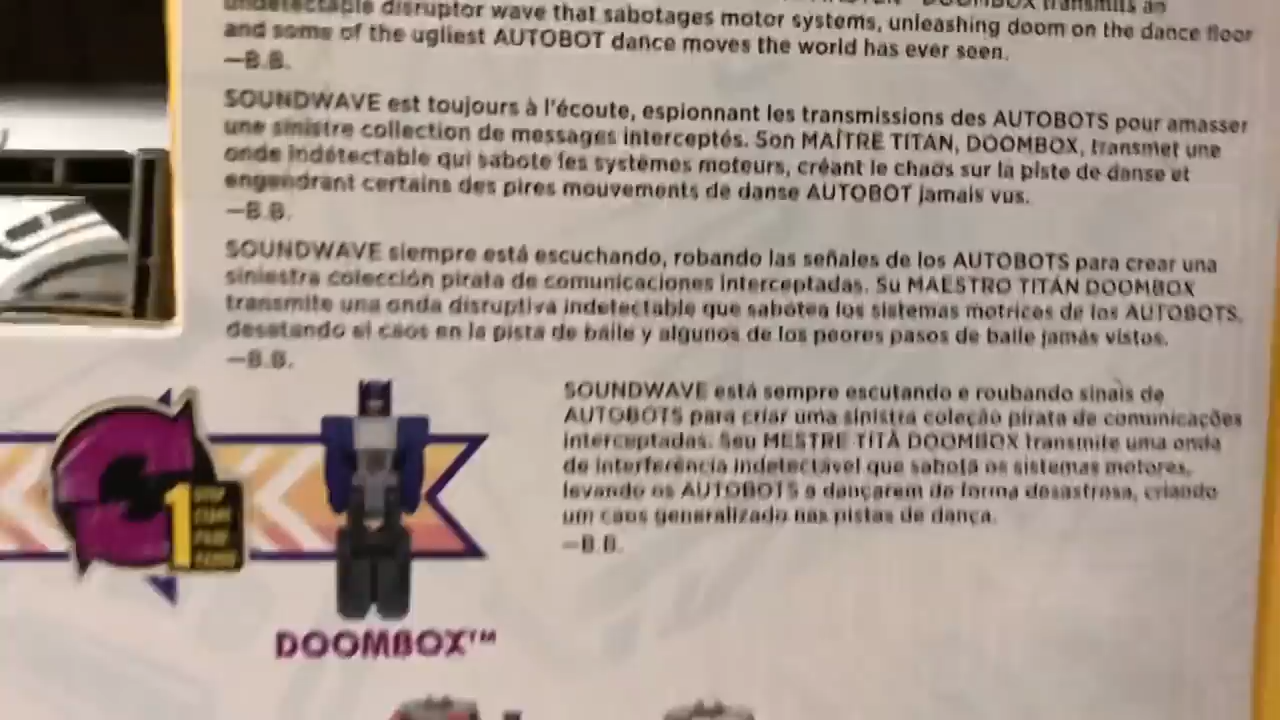 undetectable disruptor wave that sabotages motor systems, unleashing doom on the dance floor
and some of the ugliest AUTOBOT dance moves the world has ever seen.
—B.B.
SOUNDWAVE est toujours à l'écoute, espionnant les transmissions des AUTOBOTS pour amasser
une sinistre collection de messages interceptés. Son MAÎTRE TITAN, DOOMBOX, transmet une
onde indétectable qui sabote les systèmes moteurs, créant le chaos sur la piste de danse et
engendrant certains des pires mouvements de danse AUTOBOT jamais vus.
—B.B.
SOUNDWAVE siempre está escuchando, robando las señales de los AUTOBOTS para crear una
siniestra colección pirata de comunicaciones interceptadas. Su MAESTRO TITÁN DOOMBOX
transmite una onda disruptiva indetectable que sabotea los sistemas motrices de los AUTOBOTS,
desatando el caos en la pista de baile y algunos de los peores pasos de baile jamás vistos.
—B.B.
SOUNDWAVE está sempre escutando e roubando sinais de
AUTOBOTS para criar uma sinistra coleção pirata de comunicações
interceptadas. Seu MESTRE TITÃ DOOMBOX transmite uma onda
de interferência indetectável que sabota os sistemas motores,
levando os AUTOBOTS a dançarem de forma desastrosa, criando
um caos generalizado nas pistas de dança.
—B.B.
1
DOOMBOX™